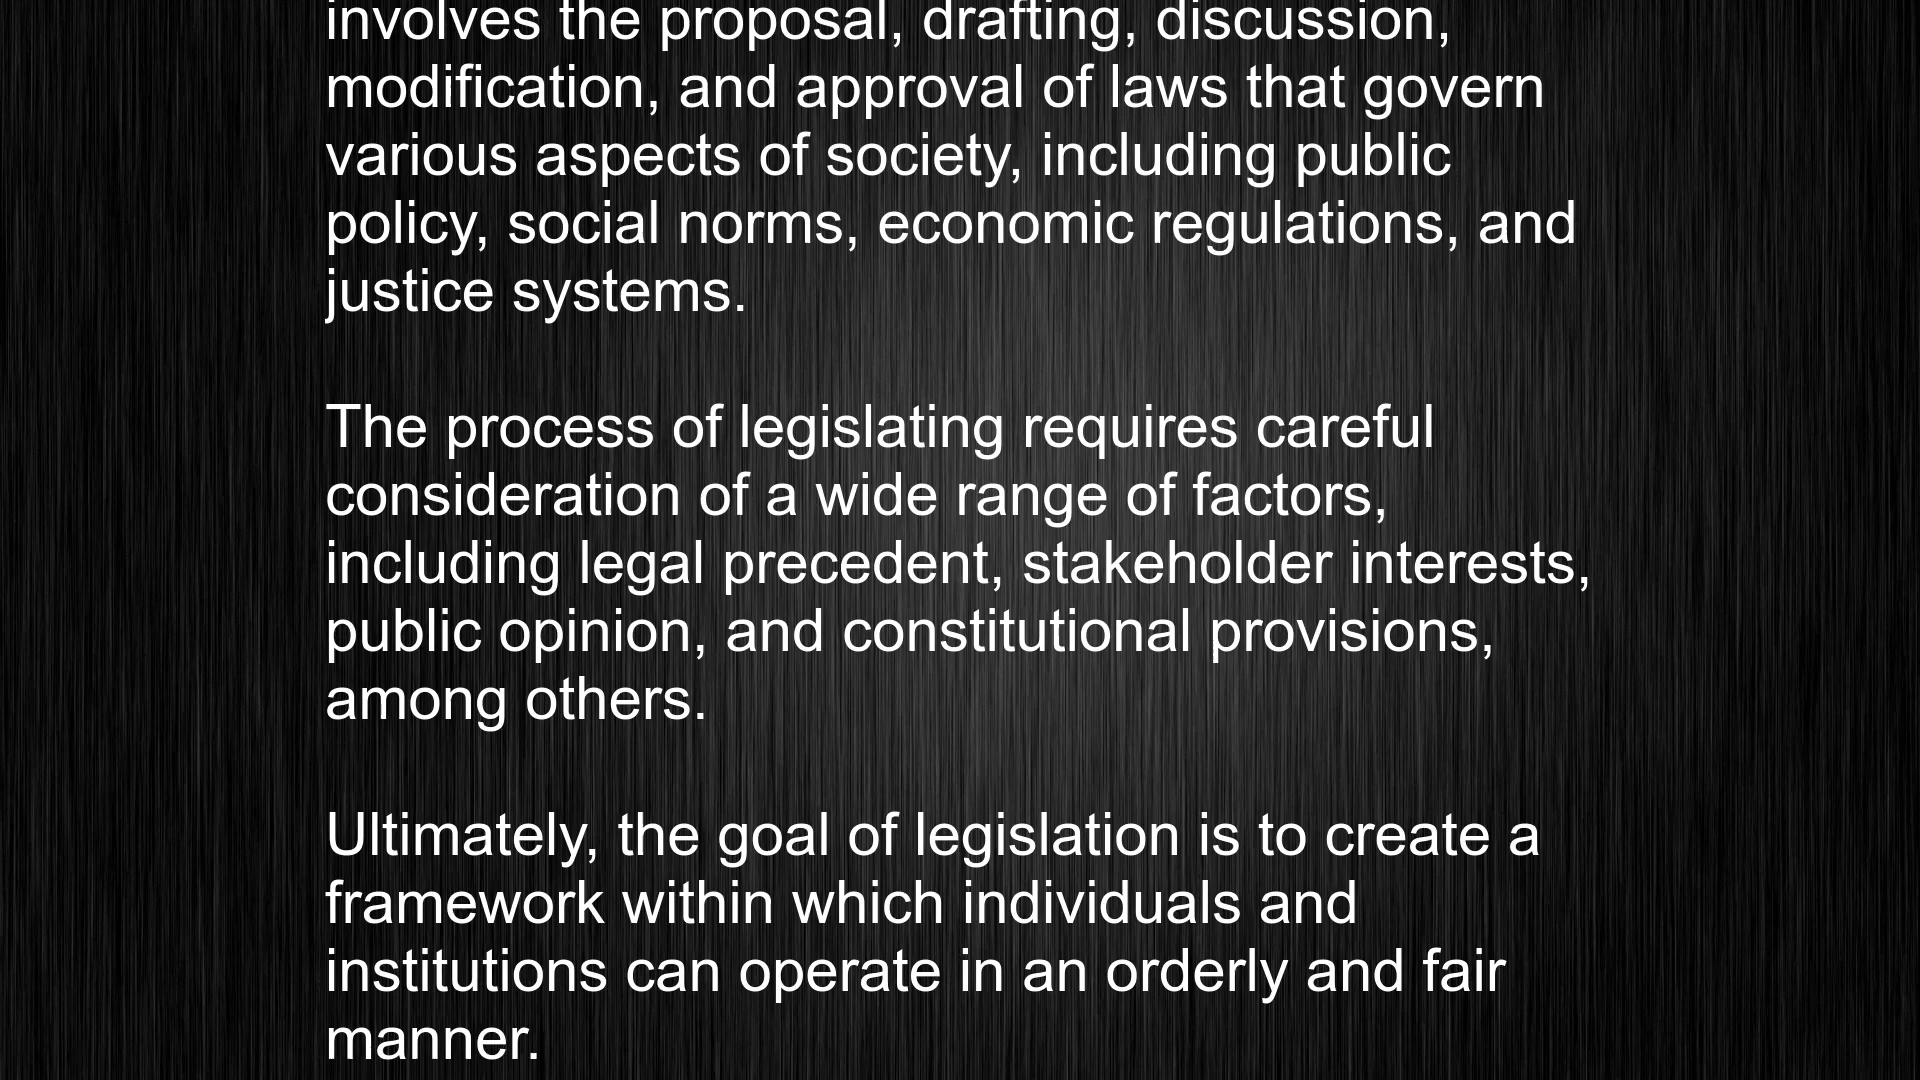 involves the proposal, drafting, discussion,
modification, and approval of laws that govern
various aspects of society, including public
policy, social norms, economic regulations, and
justice systems.
The process of legislating requires careful
consideration of a wide range of factors,
including legal precedent, stakeholder interests,
public opinion, and constitutional provisions,
among others.
Ultimately, the goal of legislation is to create a
framework within which individuals and
institutions can operate in an orderly and fair
manner.